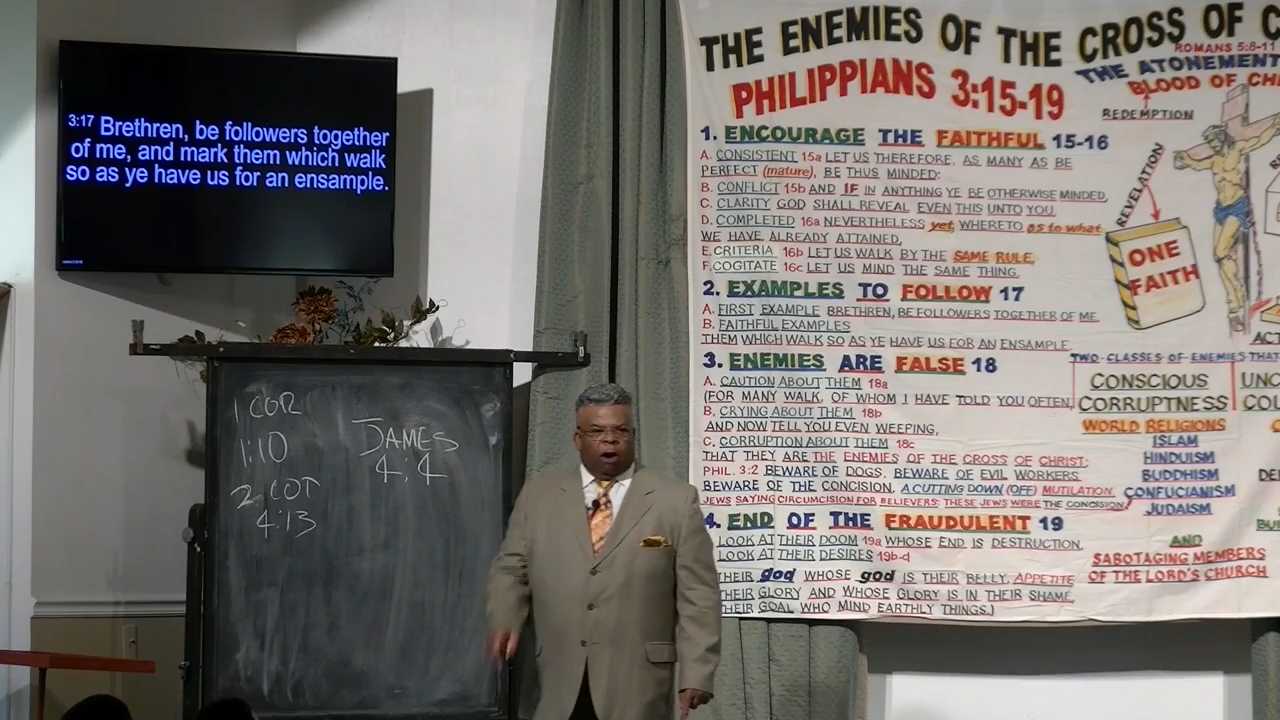 3:17 Brethren, be followers together
of me, and mark them which walk
so as ye have us for an ensample.
1 COR
1:10
2 COT
4:13
JAMES
4:4
THE ENEMIES OF THE CROSS OF C
PHILIPPIANS 3:15-19
1. ENCOURAGE THE FAITHFUL 15-16
A. CONSISTENT 15a LET US THEREFORE, AS MANY AS BE
PERFECT (mature), BE THUS MINDED:
B. CONFLICT 15b AND IF IN ANYTHING YE BE OTHERWISE MINDED,
C. CLARITY GOD SHALL REVEAL EVEN THIS UNTO YOU.
D. COMPLETED 16a NEVERTHELESS yet, WHERETO as to what
WE HAVE ALREADY ATTAINED,
E. CRITERIA 16b LET US WALK BY THE SAME RULE,
F. COGITATE 16c LET US MIND THE SAME THING.
2. EXAMPLES TO FOLLOW 17
A. FIRST EXAMPLE BRETHREN, BE FOLLOWERS TOGETHER OF ME,
B. FAITHFUL EXAMPLES
THEM WHICH WALK SO AS YE HAVE US FOR AN ENSAMPLE.
3. ENEMIES ARE FALSE 18
A. CAUTION ABOUT THEM 18a
(FOR MANY WALK, OF WHOM I HAVE TOLD YOU OFTEN,
B. CRYING ABOUT THEM 18b
AND NOW TELL YOU EVEN WEEPING,
C. CORRUPTION ABOUT THEM 18c
THAT THEY ARE THE ENEMIES OF THE CROSS OF CHRIST:
PHIL. 3:2 BEWARE OF DOGS, BEWARE OF EVIL WORKERS
BEWARE OF THE CONCISION, A CUTTING DOWN (OFF) MUTILATION
JEWS SAYING CIRCUMCISION FOR BELIEVERS; THESE JEWS WERE THE CONCISION
4. END OF THE FRAUDULENT 19
LOOK AT THEIR DOOM 19a WHOSE END IS DESTRUCTION,
LOOK AT THEIR DESIRES 19b-d
THEIR god WHOSE god IS THEIR BELLY, APPETITE
THEIR GLORY AND WHOSE GLORY IS IN THEIR SHAME,
THEIR GOAL WHO MIND EARTHLY THINGS.)
ROMANS 5:8-11
THE ATONEMENT
BLOOD OF CH
REDEMPTION
REVELATION
ONE
FAITH
AC
TWO CLASSES OF ENEMIES THAT
CONSCIOUS
CORRUPTNESS
UNC
COL
WORLD RELIGIONS
ISLAM
HINDUISM
BUDDHISM
CONFUCIANISM
JUDAISM
AND
SABOTAGING MEMBERS
OF THE LORD'S CHURCH